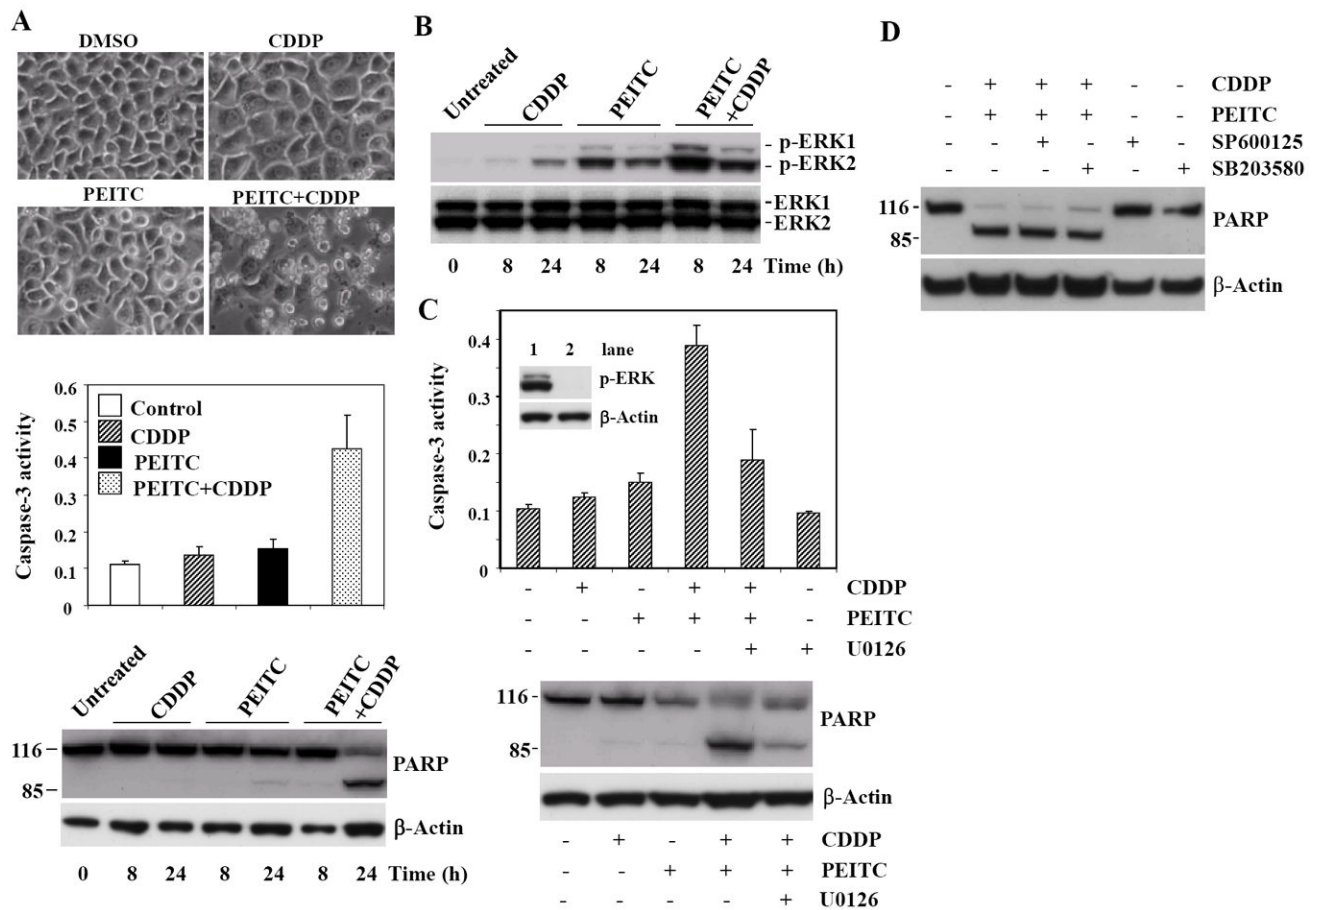 A
DMSO CDDP
PEITC PEITC+CDDP
Caspase-3 activity
0.6
0.5
0.4
0.3
0.2
0.1
0
Control
CDDP
PEITC
PEITC+CDDP
Untreated CDDP PEITC PEITC +CDDP
116
85
PARP
β-Actin
0 8 24 8 24 8 24 Time (h)
B
Untreated CDDP PEITC PEITC +CDDP
- p-ERK1
- p-ERK2
-ERK1
-ERK2
0 8 24 8 24 8 24 Time (h)
C
Caspase-3 activity
0.4
0.3
0.2
0.1
0
1 2 lane
p-ERK
β-Actin
- + - + + - CDDP
- - + + + - PEITC
- - - - + + U0126
116-
85-
PARP
β-Actin
- + - + + CDDP
- - + + + PEITC
- - - - + U0126
D
- + + + - - CDDP
- + + + - - PEITC
- - + - + - SP600125
- - - + - + SB203580
116-
85-
PARP
β-Actin